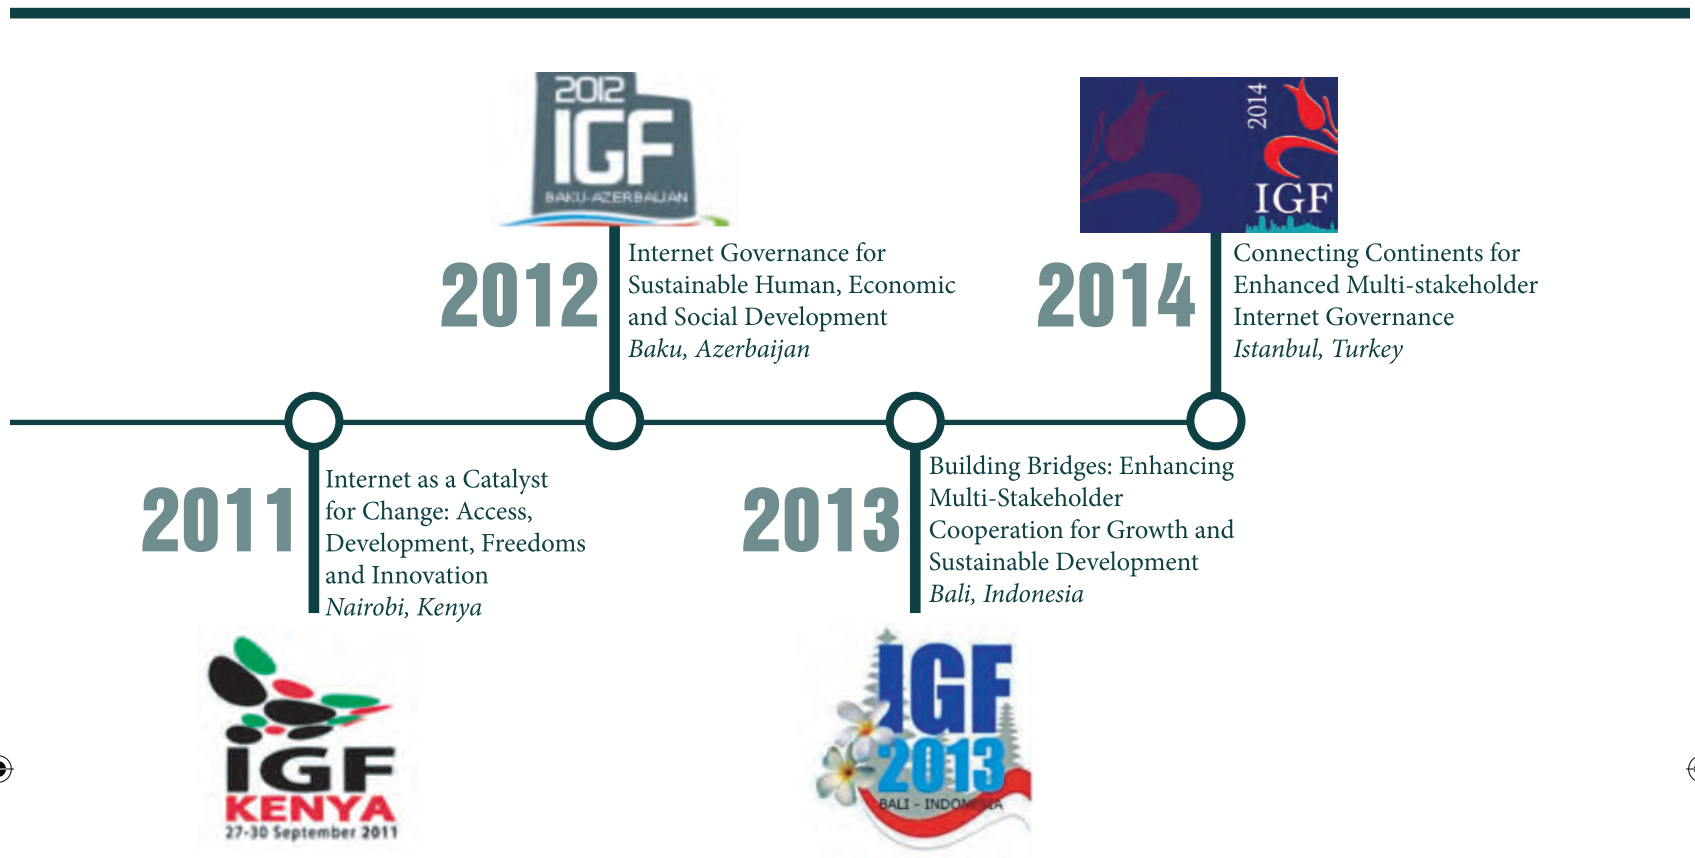 2012
IGF
BAKU-AZERBAIJAN
2012
Internet Governance for
Sustainable Human, Economic
and Social Development
Baku, Azerbaijan
2014
IGF
2014
Connecting Continents for
Enhanced Multi-stakeholder
Internet Governance
Istanbul, Turkey
2011
Internet as a Catalyst
for Change: Access,
Development, Freedoms
and Innovation
Nairobi, Kenya
IGF
KENYA
27-30 September 2011
2013
Building Bridges: Enhancing
Multi-Stakeholder
Cooperation for Growth and
Sustainable Development
Bali, Indonesia
IGF
2013
BALI - INDONESIA